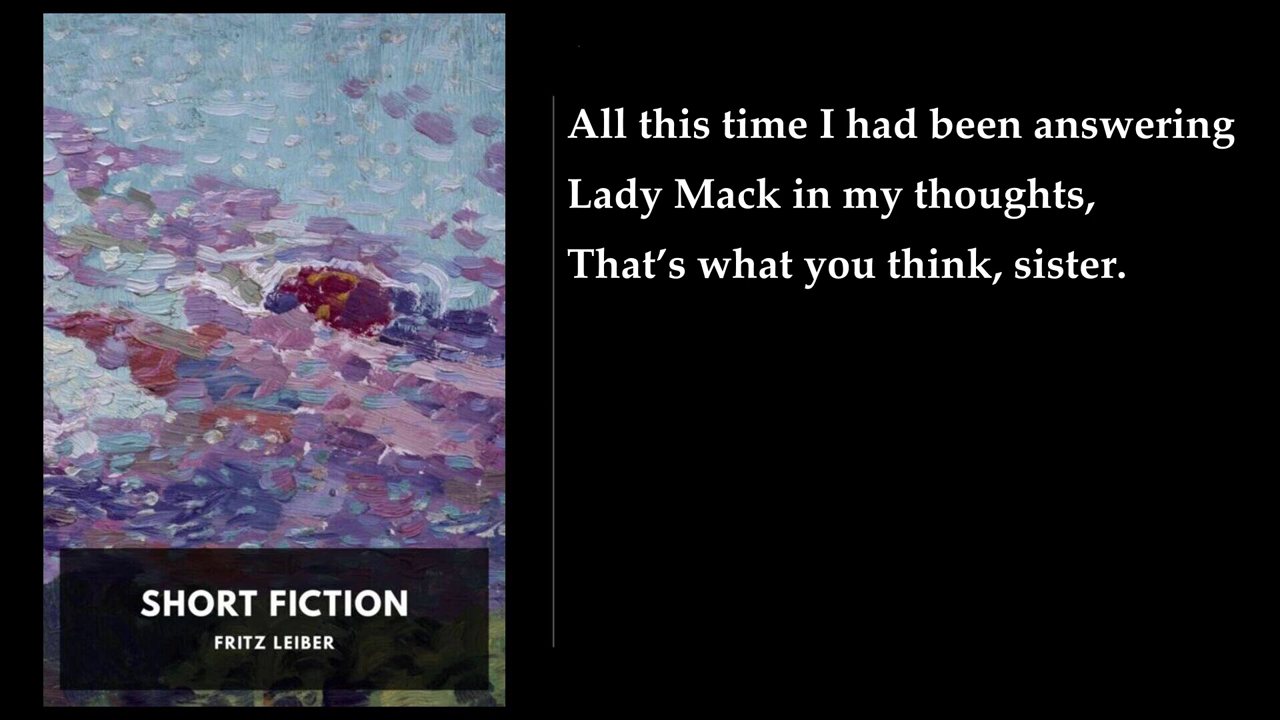 All this time I had been answering
Lady Mack in my thoughts,
That’s what you think, sister.
SHORT FICTION
FRITZ LEIBER